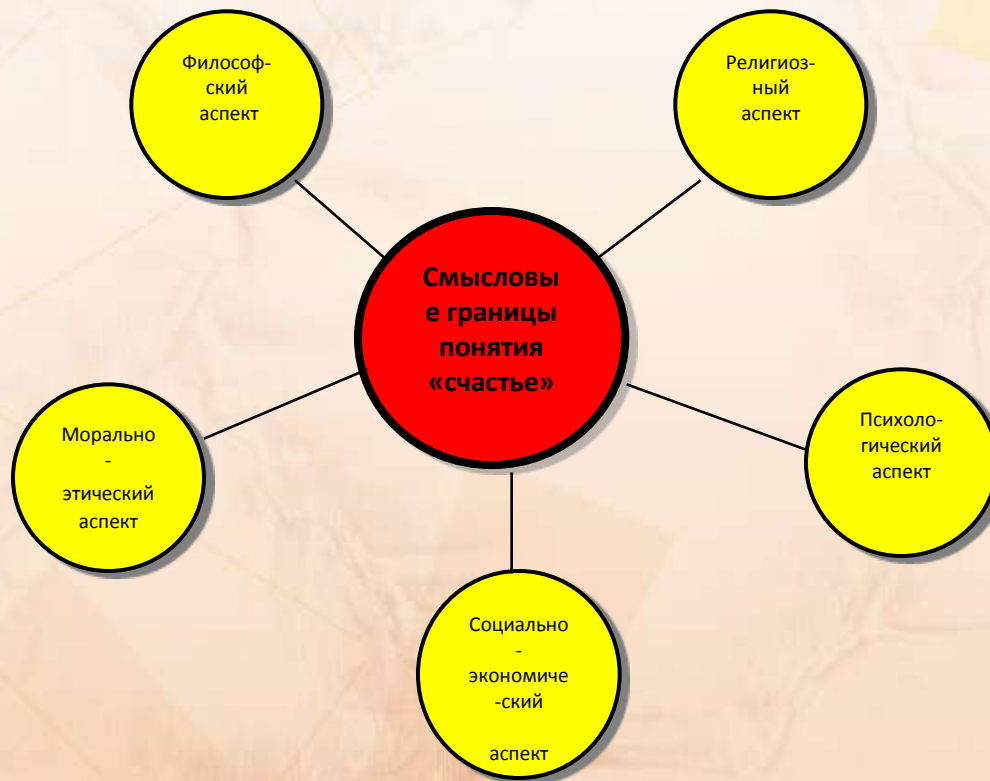 Философ-
ский
аспект
Религиоз-
ный
аспект
Смысловы
е границы
понятия
«счастье»
Морально
-
этический
аспект
Психоло-
гический
аспект
Социально
-
экономиче
-ский
аспект